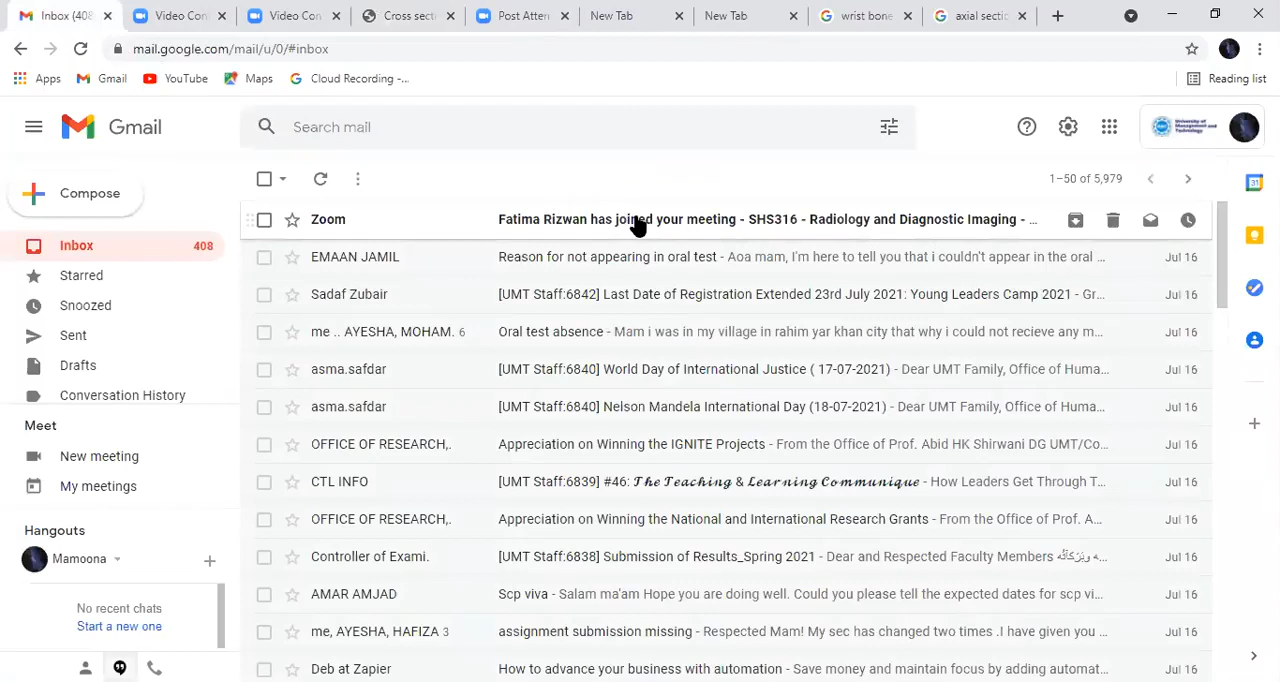 Inbox (408
Video Con
Video Con
Cross sect
Post Atten
New Tab
New Tab
wrist bone
axial sectio
mail.google.com/mail/u/0/#inbox
Apps
Gmail
YouTube
Maps
Cloud Recording -...
Reading list
Gmail
Search mail
University of
Management and
Technology
Compose
1–50 of 5,979
Inbox 408
Starred
Snoozed
Sent
Drafts
Conversation History
Meet
New meeting
My meetings
Hangouts
Mamoona
No recent chats
Start a new one
Zoom Fatima Rizwan has joined your meeting - SHS316 - Radiology and Diagnostic Imaging - ...
EMAAN JAMIL Reason for not appearing in oral test - Aoa mam, I'm here to tell you that i couldn't appear in the oral ... Jul 16
Sadaf Zubair [UMT Staff:6842] Last Date of Registration Extended 23rd July 2021: Young Leaders Camp 2021 - Gr... Jul 16
me .. AYESHA, MOHAM. 6 Oral test absence - Mam i was in my village in rahim yar khan city that why i could not recieve any m... Jul 16
asma.safdar [UMT Staff:6840] World Day of International Justice ( 17-07-2021) - Dear UMT Family, Office of Huma... Jul 16
asma.safdar [UMT Staff:6840] Nelson Mandela International Day (18-07-2021) - Dear UMT Family, Office of Huma... Jul 16
OFFICE OF RESEARCH,. Appreciation on Winning the IGNITE Projects - From the Office of Prof. Abid HK Shirwani DG UMT/Co... Jul 16
CTL INFO [UMT Staff:6839] #46: 𝓣𝓱𝓮 𝓣𝓮𝓪𝓬𝓱𝓲𝓷𝓰 & 𝓛𝓮𝓪𝓻𝓷𝓲𝓷𝓰 𝓒𝓸𝓶𝓶𝓾𝓷𝓲𝓺𝓾𝓮 - How Leaders Get Through T... Jul 16
OFFICE OF RESEARCH,. Appreciation on Winning the National and International Research Grants - From the Office of Prof. A... Jul 16
Controller of Exami. [UMT Staff:6838] Submission of Results_Spring 2021 - Dear and Respected Faculty Members ... Jul 16
AMAR AMJAD Scp viva - Salam ma'am Hope you are doing well. Could you please tell the expected dates for scp vi... Jul 16
me, AYESHA, HAFIZA 3 assignment submission missing - Respected Mam! My sec has changed two times .I have given you ... Jul 16
Deb at Zapier How to advance your business with automation - Save money and maintain focus by adding automat... Jul 16